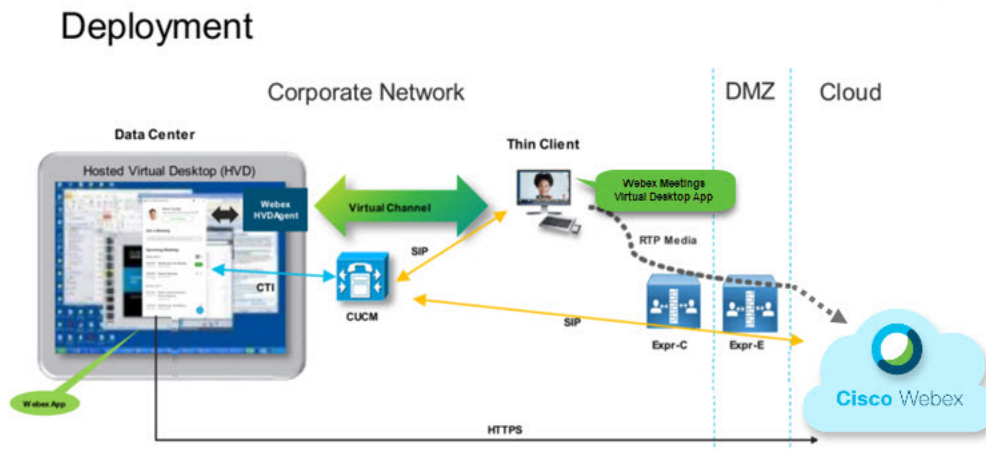 Deployment
Corporate Network
DMZ
Cloud
Data Center
Thin Client
Hosted Virtual Desktop (HVD)
Webex
HVDAgent
Virtual Channel
Webex Meetings
Virtual Desktop App
RTP Media
SIP
CTI
CUCM
SIP
Expr-C
Expr-E
Webex App
Cisco Webex
HTTPS